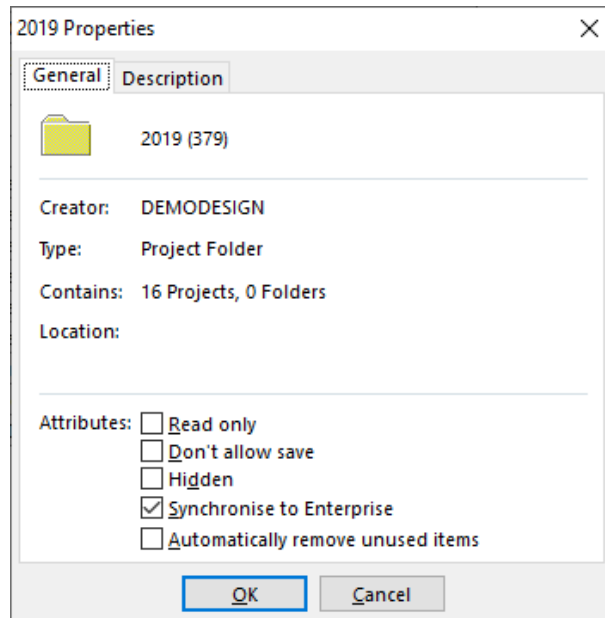 2019 Properties
General Description
2019 (379)
Creator: DEMODESIGN
Type: Project Folder
Contains: 16 Projects, 0 Folders
Location:
Attributes: Read only
Don't allow save
Hidden
Synchronise to Enterprise
Automatically remove unused items
OK Cancel